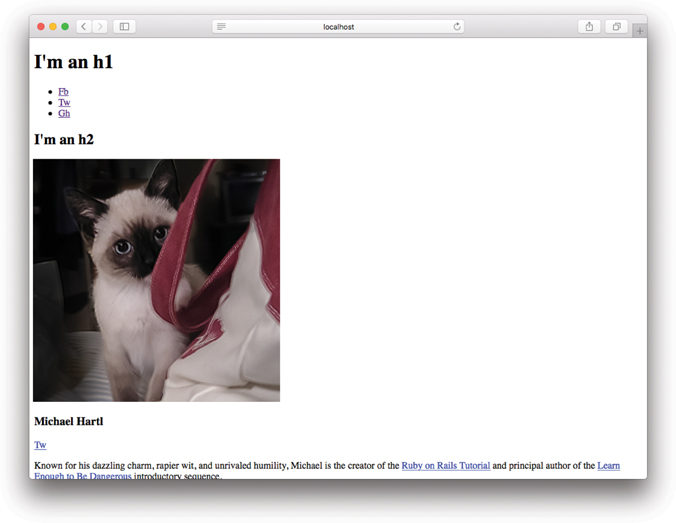 localhost
I'm an h1
Fb
Tw
Gh
I'm an h2
Michael Hartl
Tw
Known for his dazzling charm, rapier wit, and unrivaled humility, Michael is the creator of the Ruby on Rails Tutorial and principal author of the Learn
Enough to Be Dangerous introductory sequence.